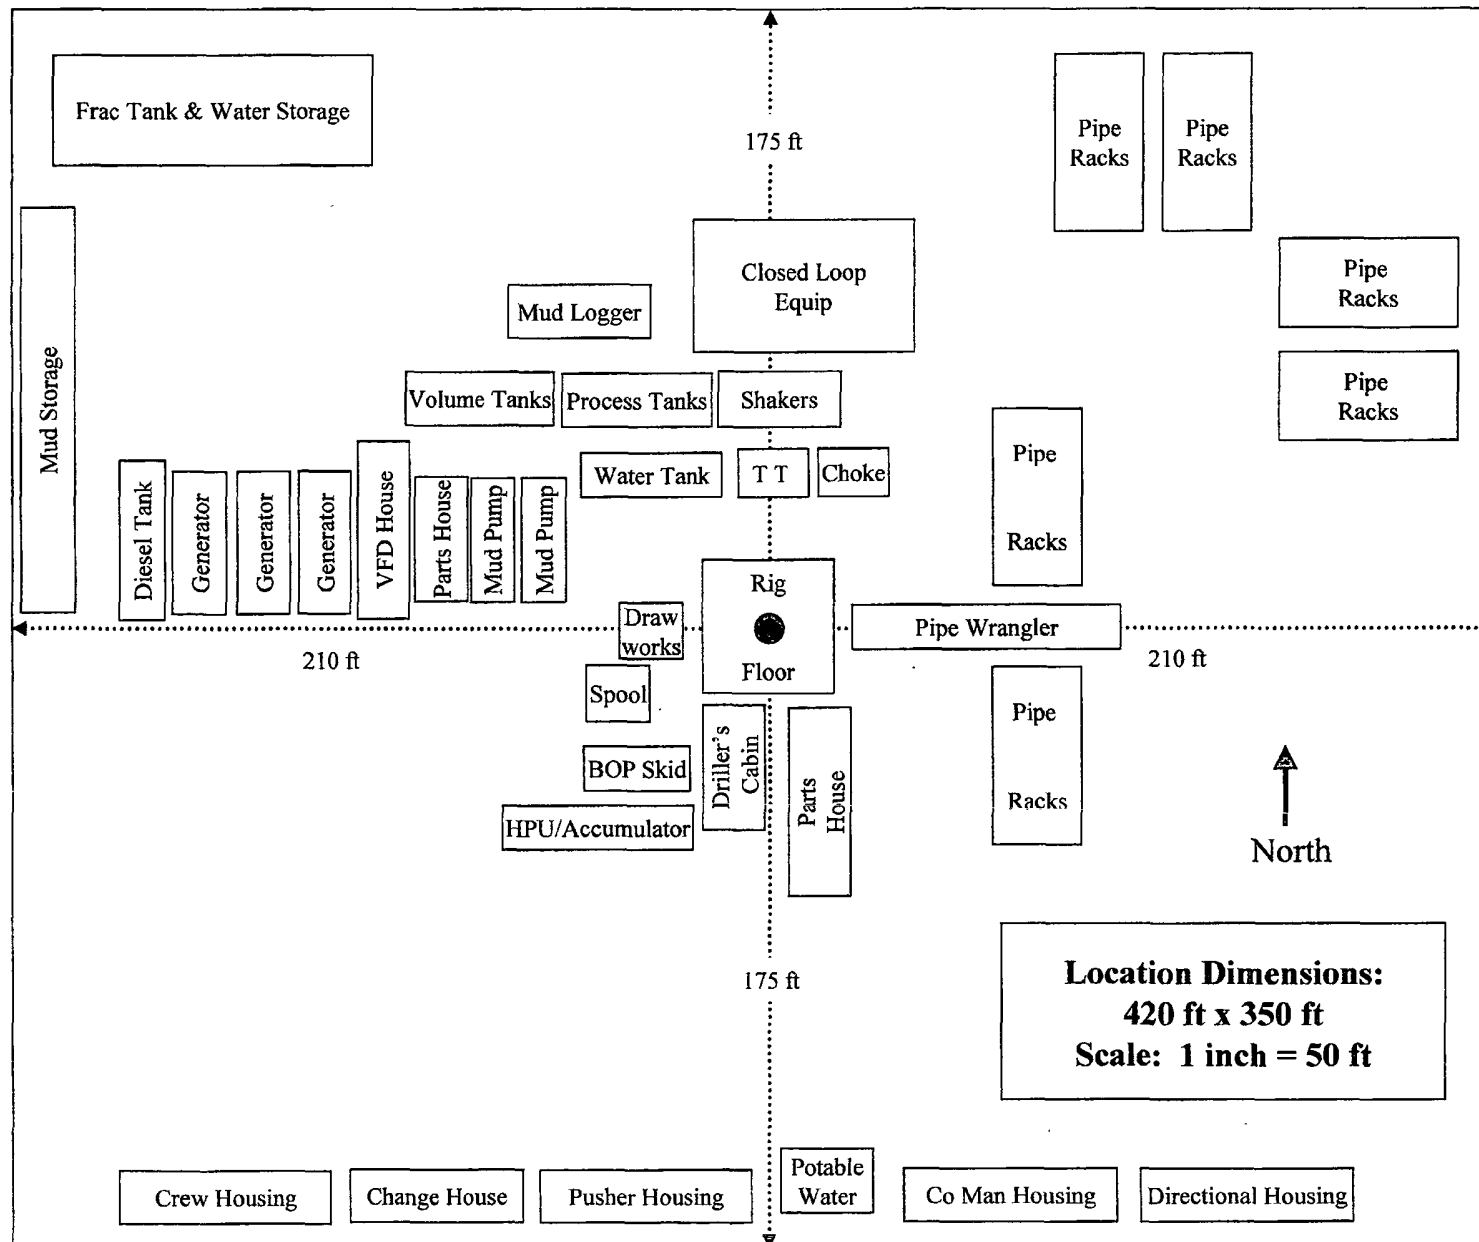 Frac Tank & Water Storage
175 ft
Pipe
Racks
Pipe
Racks
Closed Loop
Equip
Pipe
Racks
Mud Logger
Pipe
Racks
Mud Storage
Volume Tanks
Process Tanks
Shakers
Water Tank
T T
Choke
Pipe
Racks
Diesel Tank
Generator
Generator
Generator
VFD House
Parts House
Mud Pump
Mud Pump
Rig
Floor
Draw
works
Pipe Wrangler
210 ft
210 ft
Spool
Pipe
Racks
BOP Skid
Driller's
Cabin
Parts
House
HPU/Accumulator
North
175 ft
Location Dimensions:
420 ft x 350 ft
Scale: 1 inch = 50 ft
Crew Housing
Change House
Pusher Housing
Potable
Water
Co Man Housing
Directional Housing